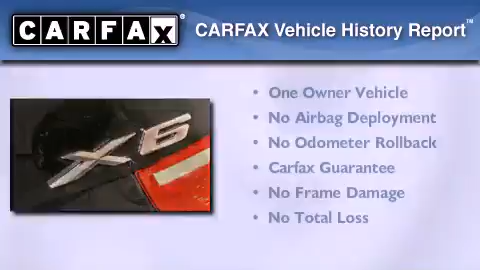 CARFAX® CARFAX Vehicle History Report™
• One Owner Vehicle
• No Airbag Deployment
• No Odometer Rollback
X6
• Carfax Guarantee
• No Frame Damage
• No Total Loss